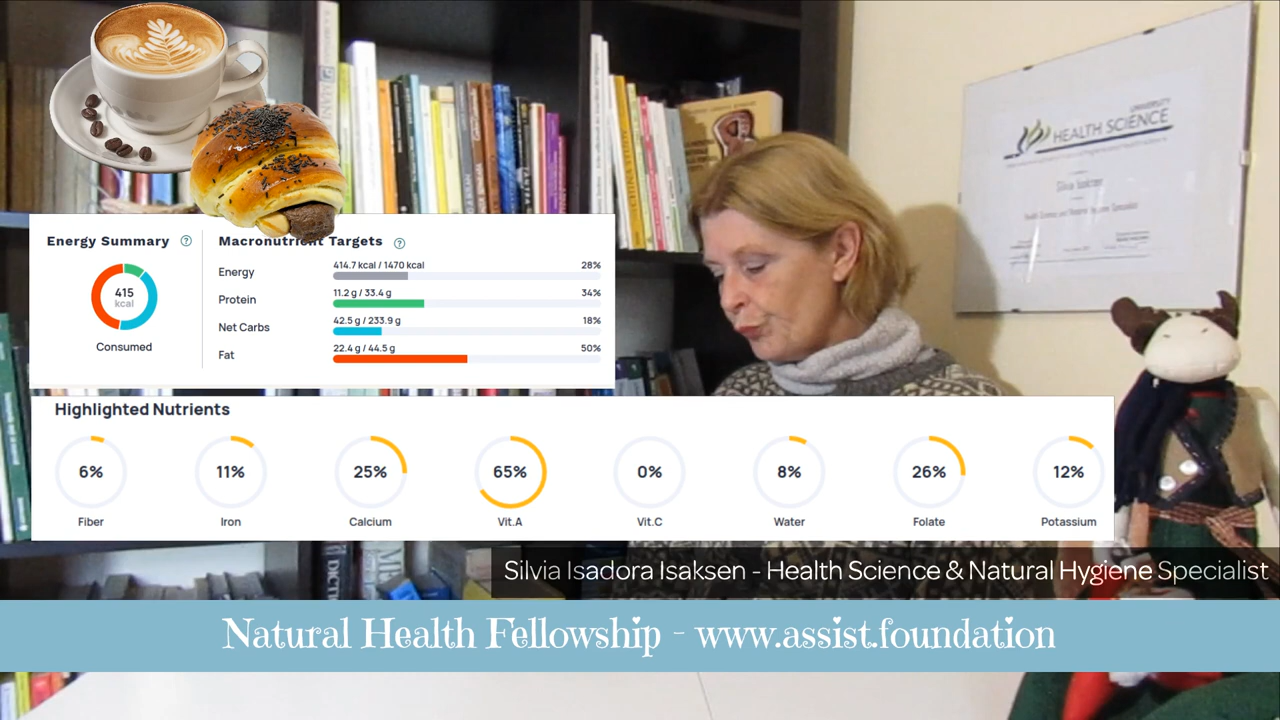 UNIVERSITY
HEALTH SCIENCE
Energy Summary ?
415
kcal
Consumed
Macronutrient Targets ?
Energy 414.7 kcal / 1470 kcal 28%
Protein 11.2 g / 33.4 g 34%
Net Carbs 42.5 g / 233.9 g 18%
Fat 22.4 g / 44.5 g 50%
Highlighted Nutrients
6% 11% 25% 65% 0% 8% 26% 12%
Fiber Iron Calcium Vit.A Vit.C Water Folate Potassium
Silvia Isadora Isaksen - Health Science & Natural Hygiene Specialist
Natural Health Fellowship - www.assist.foundation